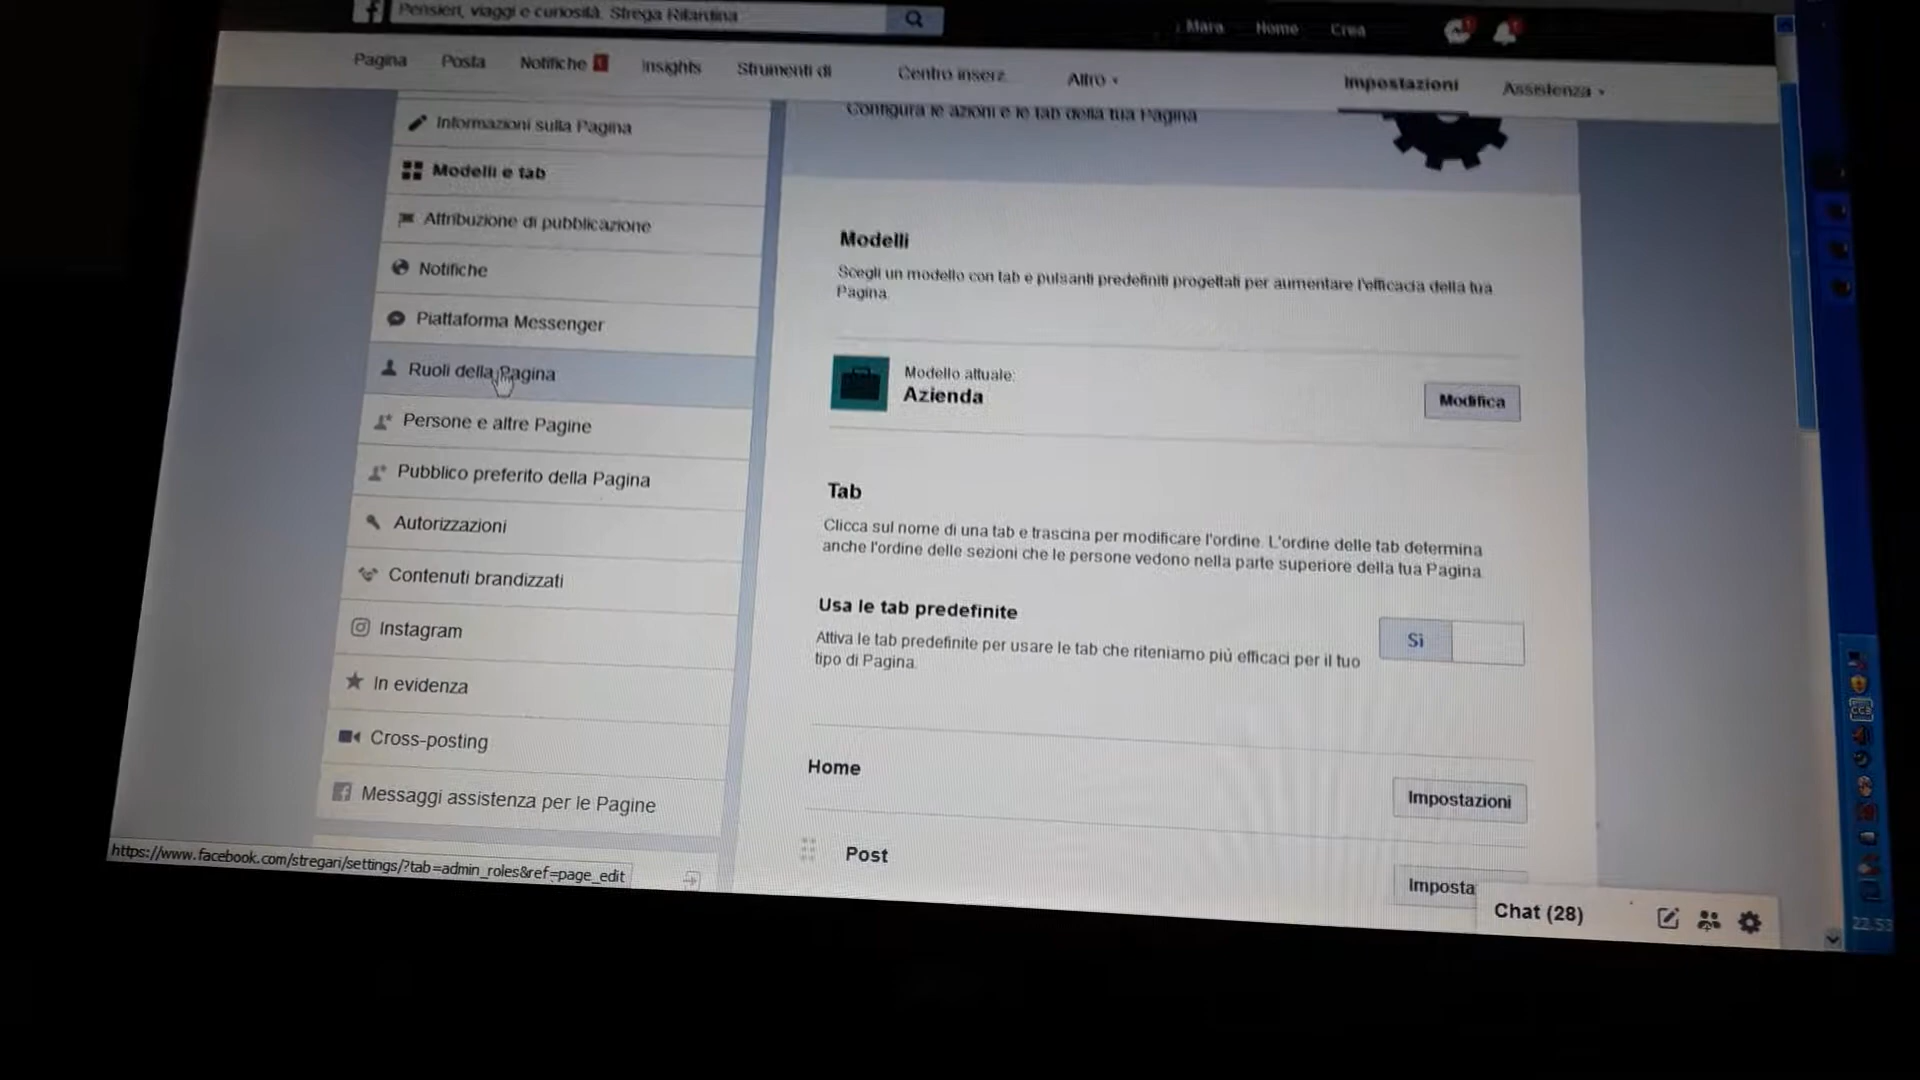 Pensieri, viaggi e curiosità. Strega Rifantina
Mara Home Crea
Pagina Posta Notifiche 1 Insights Strumenti di Centro inserz. Altro Impostazioni Assistenza
Configura le azioni e le tab della tua Pagina
Informazioni sulla Pagina
Modelli e tab
Attribuzione di pubblicazione
Notifiche
Piattaforma Messenger
Ruoli della Pagina
Persone e altre Pagine
Pubblico preferito della Pagina
Autorizzazioni
Contenuti brandizzati
Instagram
In evidenza
Cross-posting
Messaggi assistenza per le Pagine
Modelli
Scegli un modello con tab e pulsanti predefiniti progettati per aumentare l'efficacia della tua
Pagina.
Modello attuale:
Azienda
Modifica
Tab
Clicca sul nome di una tab e trascina per modificare l'ordine. L'ordine delle tab determina
anche l'ordine delle sezioni che le persone vedono nella parte superiore della tua Pagina.
Usa le tab predefinite
Attiva le tab predefinite per usare le tab che riteniamo più efficaci per il tuo
tipo di Pagina.
Sì
Home
Impostazioni
Post
Imposta
Chat (28)
https://www.facebook.com/stregari/settings/?tab=admin_roles&ref=page_edit
22:53